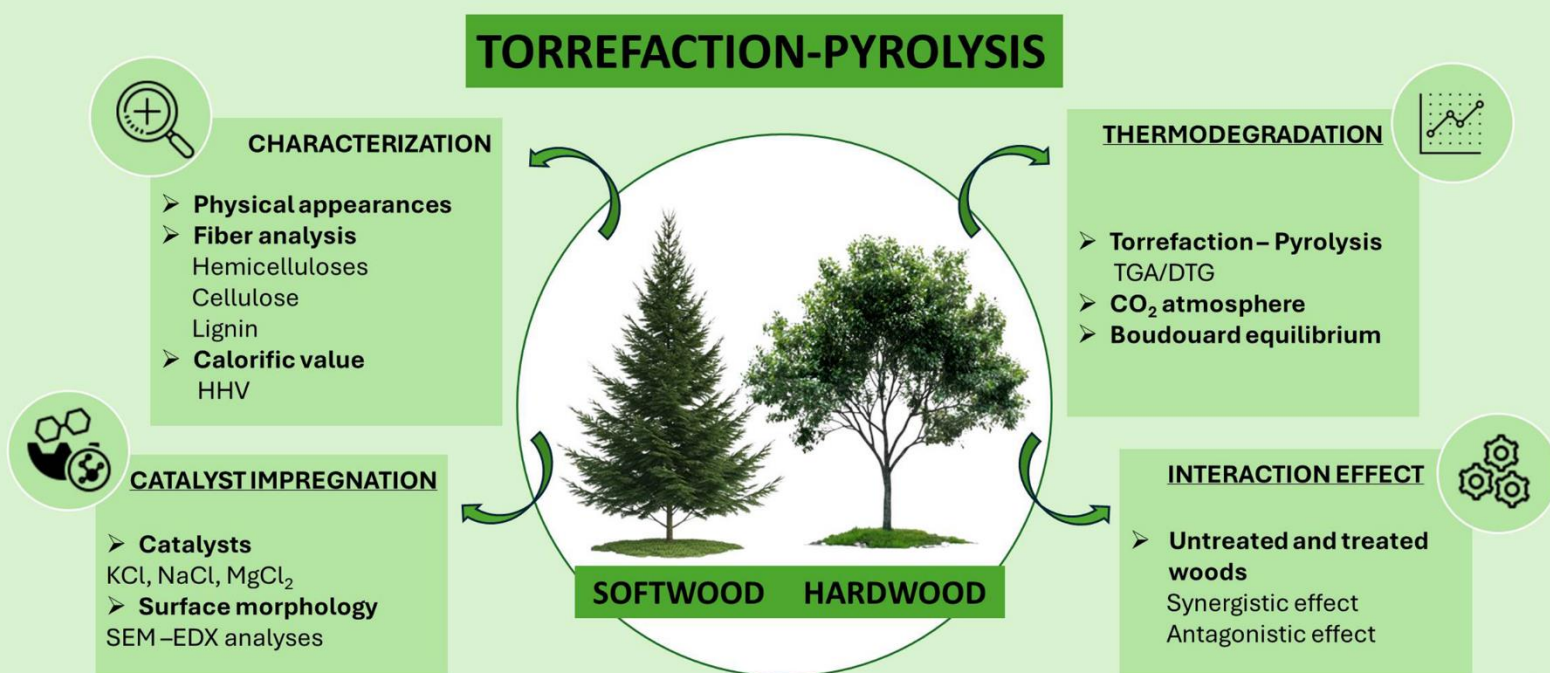 TORREFACTION-PYROLYSIS
CHARACTERIZATION
➢ Physical appearances
➢ Fiber analysis
Hemicelluloses
Cellulose
Lignin
➢ Calorific value
HHV
CATALYST IMPREGNATION
➢ Catalysts
KCl, NaCl, MgCl₂
➢ Surface morphology
SEM –EDX analyses
SOFTWOOD HARDWOOD
THERMODEGRADATION
➢ Torrefaction – Pyrolysis
TGA/DTG
➢ CO₂ atmosphere
➢ Boudouard equilibrium
INTERACTION EFFECT
➢ Untreated and treated
woods
Synergistic effect
Antagonistic effect